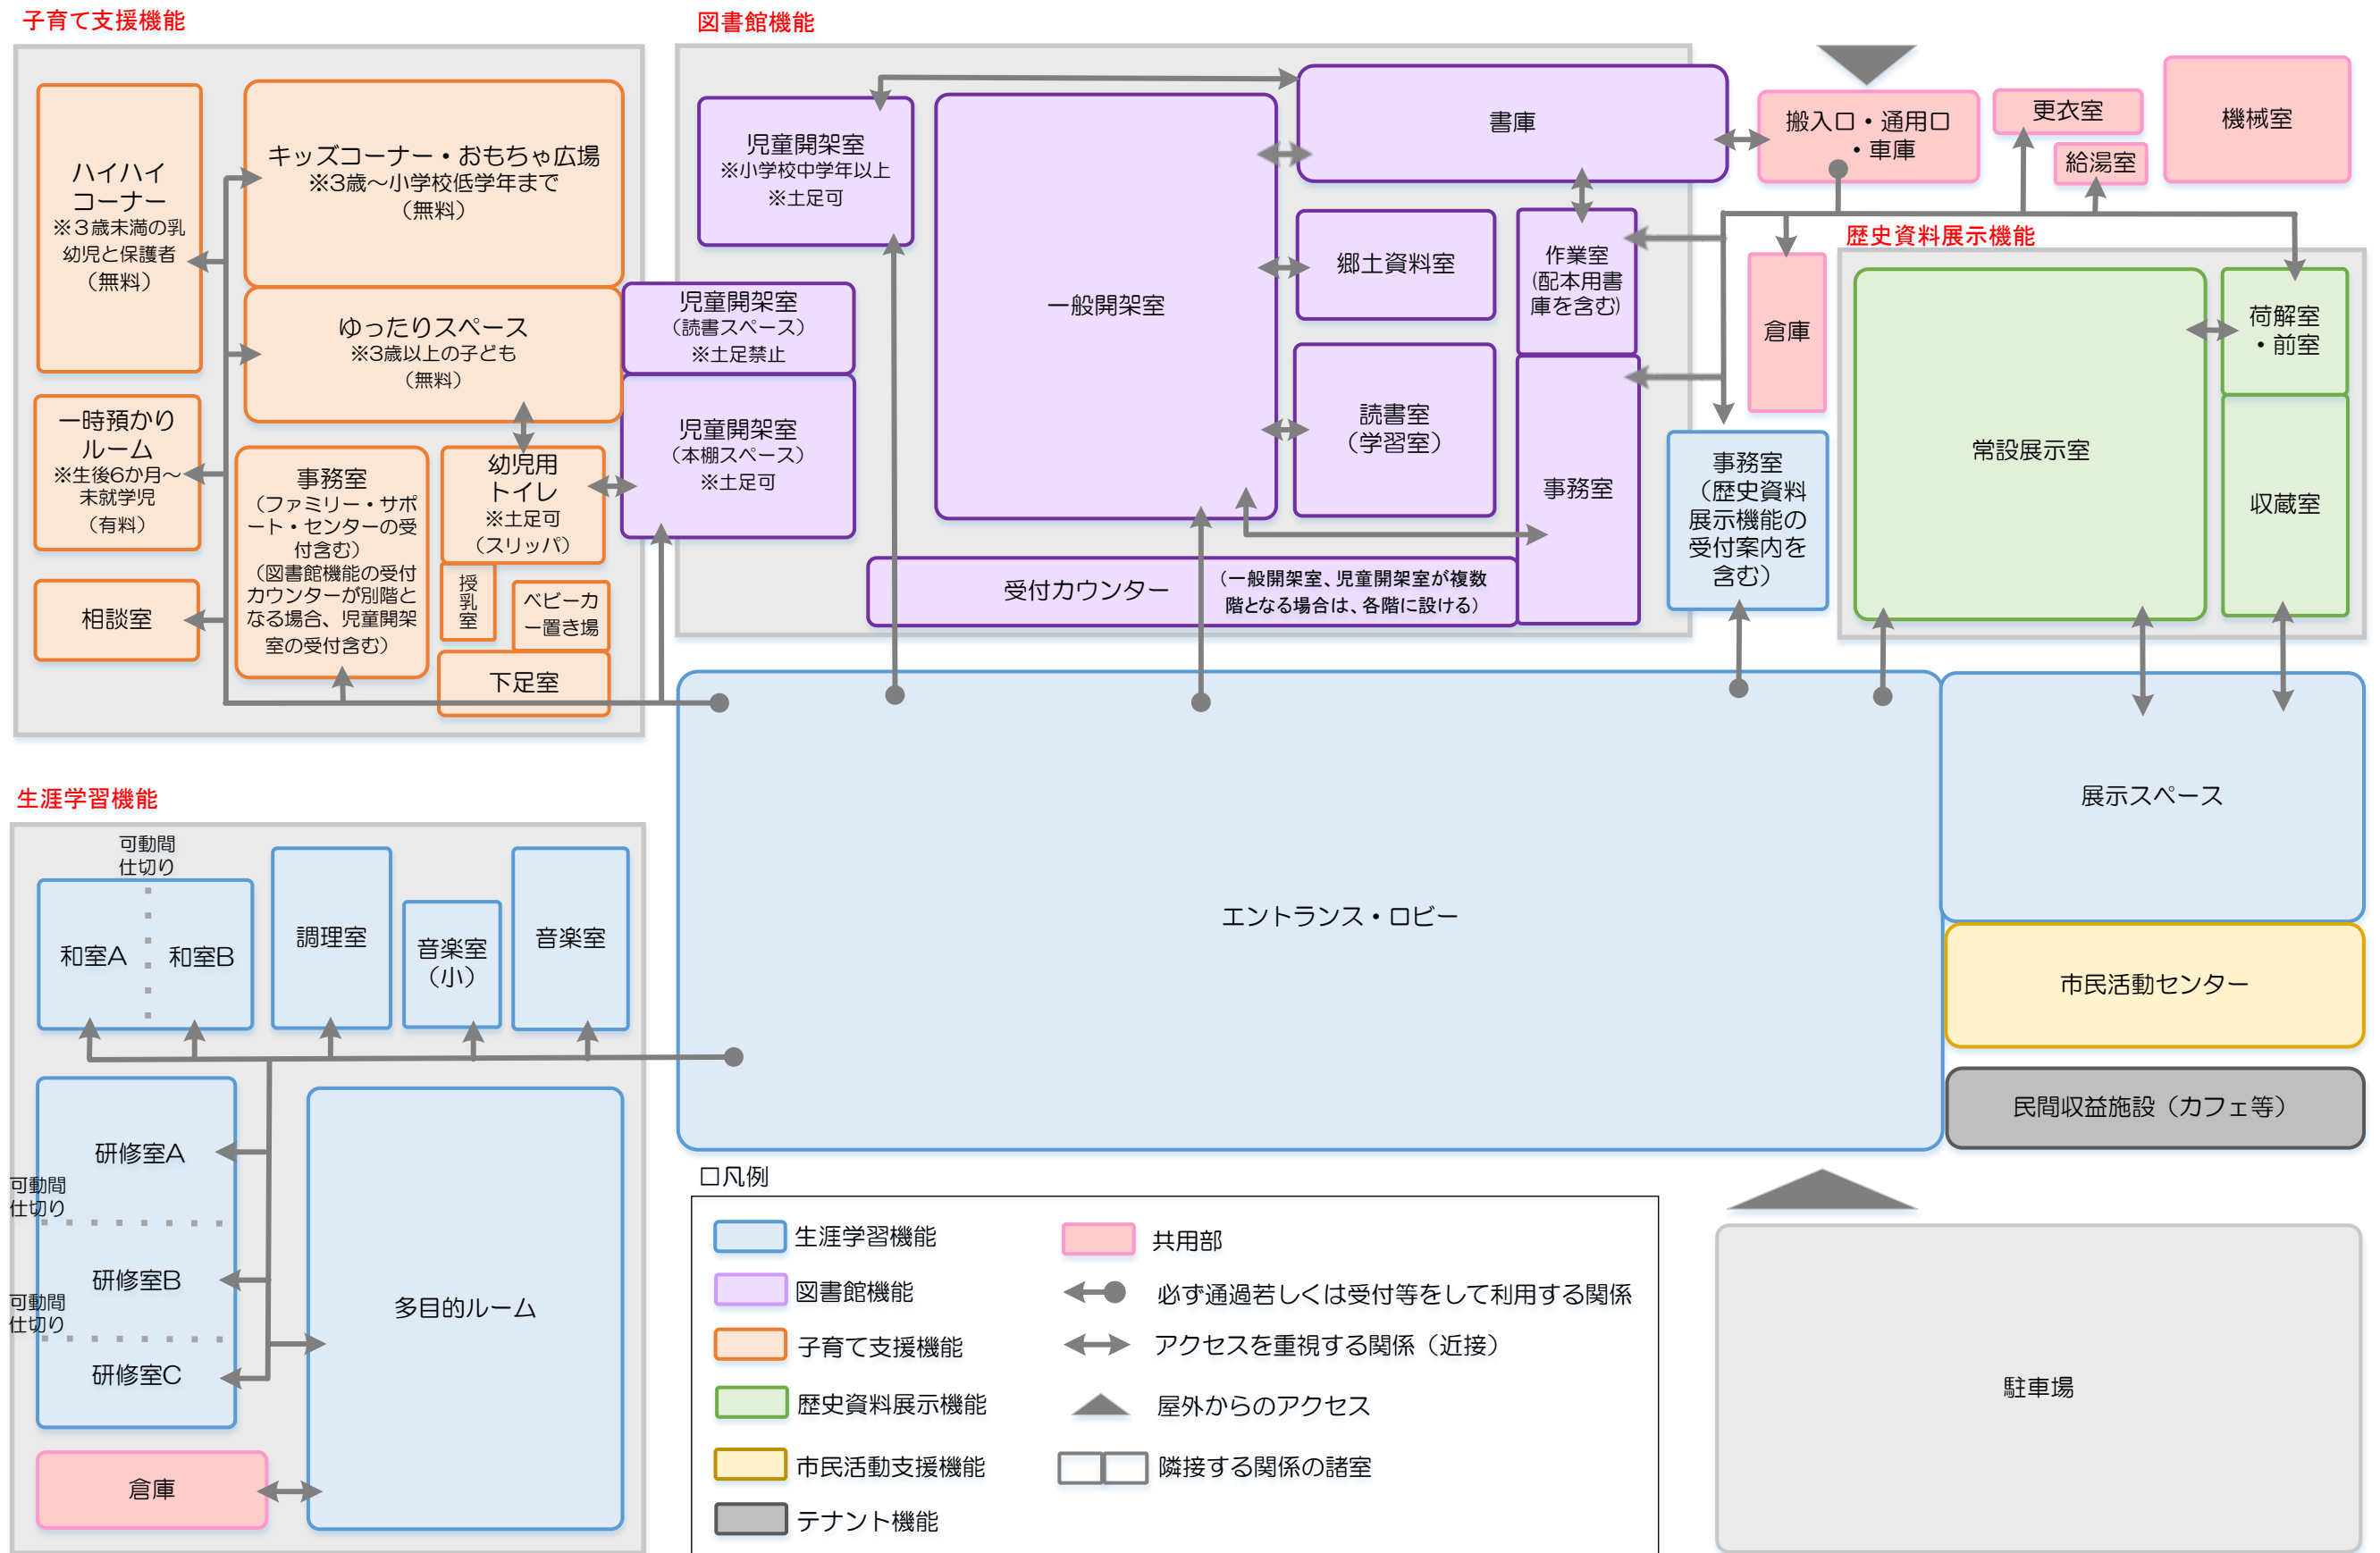 子育て支援機能
ハイハイ
コーナー
※３歳未満の乳
幼児と保護者
（無料）
キッズコーナー・おもちゃ広場
※3歳～小学校低学年まで
（無料）
ゆったりスペース
※3歳以上の子ども
（無料）
一時預かり
ルーム
※生後6か月～
未就学児
（有料）
相談室
事務室
（ファミリー・サポ
ート・センターの受
付含む）
（図書館機能の受付
カウンターが別階と
なる場合、児童開架
室の受付含む）
幼児用
トイレ
※土足可
（スリッパ）
授
乳
室
ベビーカ
ー置き場
下足室
図書館機能
児童開架室
※小学校中学年以上
※土足可
児童開架室
（読書スペース）
※土足禁止
児童開架室
（本棚スペース）
※土足可
一般開架室
書庫
郷土資料室
読書室
（学習室）
作業室
(配本用書
庫を含む)
事務室
受付カウンター
（一般開架室、児童開架室が複数
階となる場合は、各階に設ける）
搬入口・通用口
・車庫
更衣室
給湯室
機械室
倉庫
事務室
（歴史資料
展示機能の
受付案内を
含む）
歴史資料展示機能
常設展示室
荷解室
・前室
収蔵室
エントランス・ロビー
展示スペース
市民活動センター
民間収益施設（カフェ等）
駐車場
生涯学習機能
可動間
仕切り
和室A
和室B
調理室
音楽室
（小）
音楽室
研修室A
可動間
仕切り
研修室B
可動間
仕切り
研修室C
多目的ルーム
倉庫
□凡例
生涯学習機能
図書館機能
子育て支援機能
歴史資料展示機能
市民活動支援機能
テナント機能
共用部
必ず通過若しくは受付等をして利用する関係
アクセスを重視する関係（近接）
屋外からのアクセス
隣接する関係の諸室